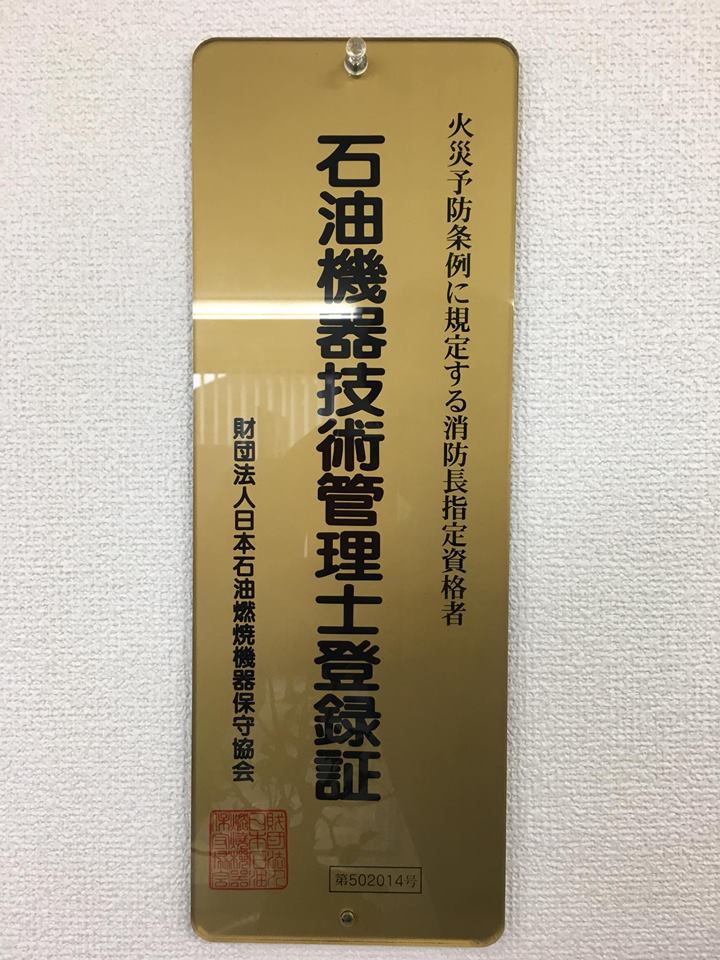 火災予防条例に規定する消防長指定資格者
石油機器技術管理士登録証
財団法人日本石油燃焼機器保守協会
第502014号